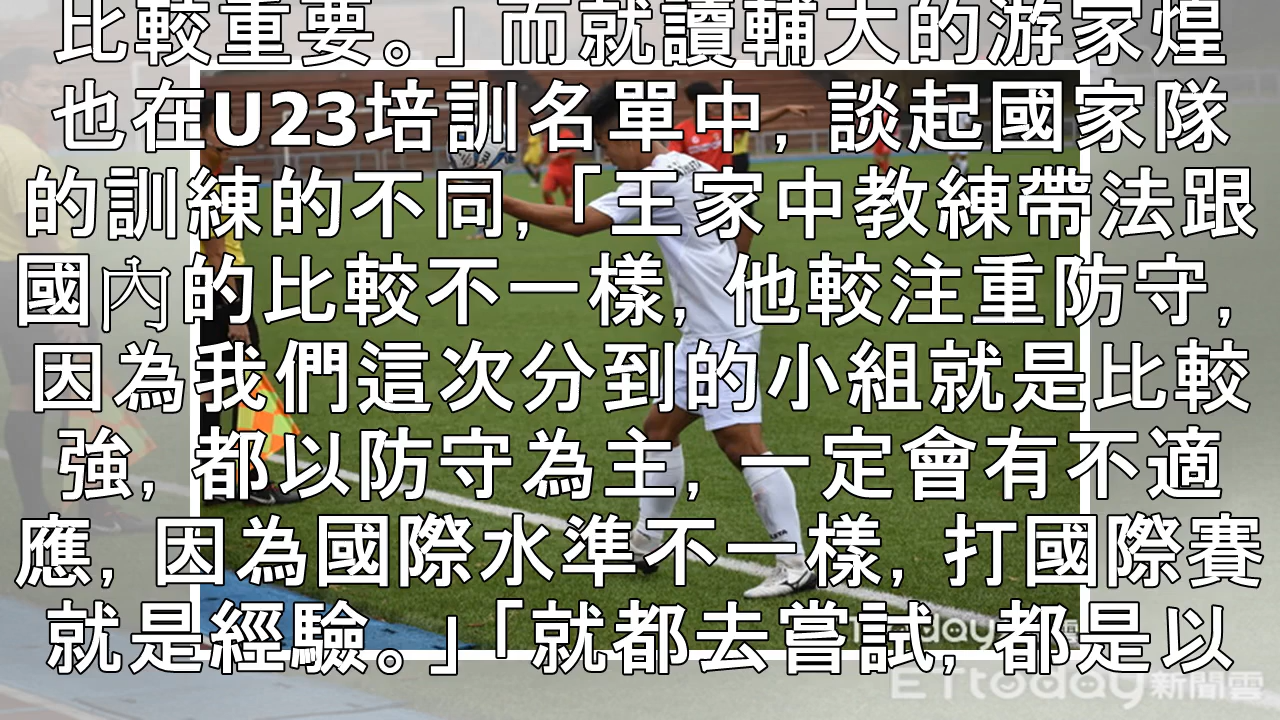 比較重要。」而就讀輔大的游家煌
也在U23培訓名單中, 談起國家隊
的訓練的不同,「王家中教練帶法跟
國內的比較不一樣, 他較注重防守,
因為我們這次分到的小組就是比較
強, 都以防守為主, 一定會有不適
應, 因為國際水準不一樣, 打國際賽
就是經驗。」「就都去嘗試, 都是以
ETtoday新聞雲